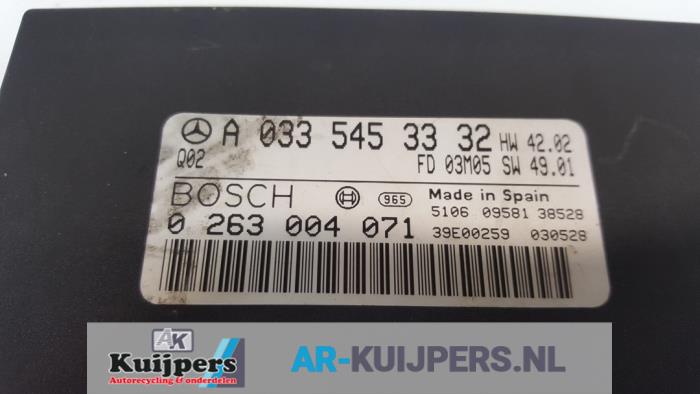 A 033 545 33 32 HW 42.02
Q02 FD 03M05 SW 49.01
BOSCH 965 Made in Spain
5106 09581 38528
0 263 004 071 39E00259 030528
AK
Kuijpers
Autorecycling & onderdelen
AR-KUIJPERS.NL